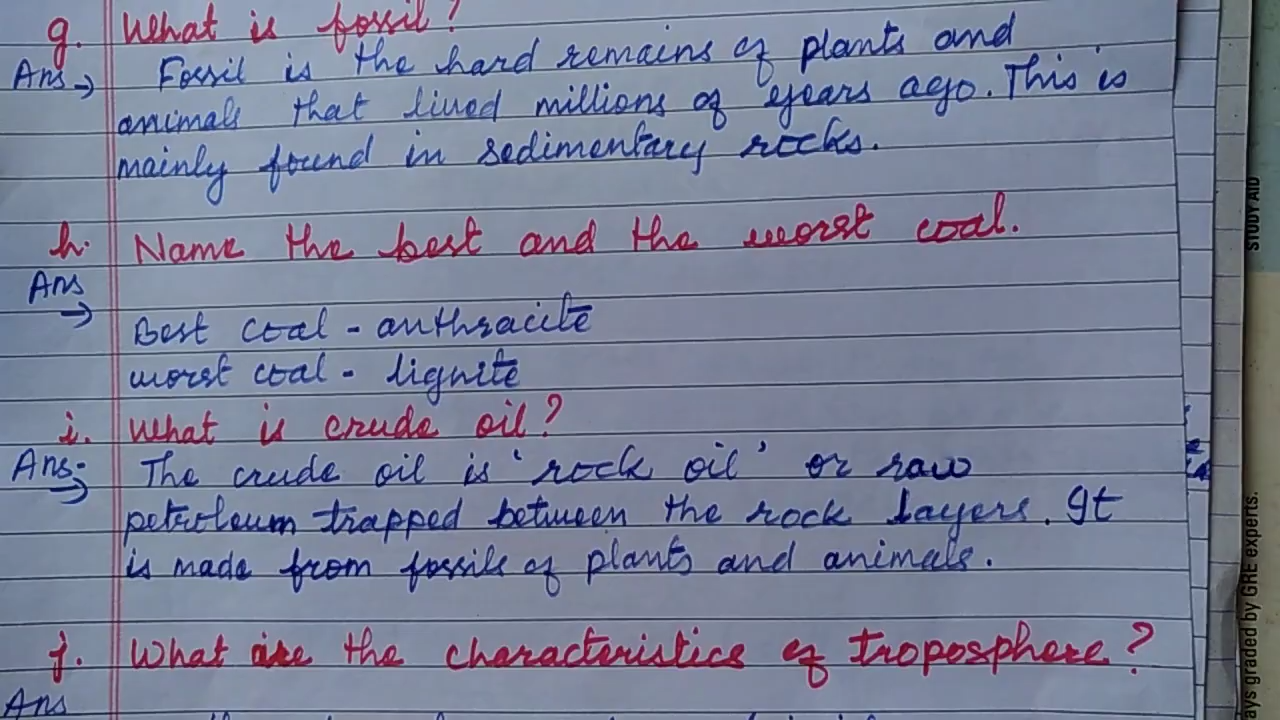 g. What is fossil?
Ans→ Fossil is the hard remains of plants and
animals that lived millions of years ago. This is
mainly found in sedimentary rocks.
h. Name the best and the worst coal.
Ans
→ Best coal - anthracite
worst coal - lignite
i. What is crude oil?
Ans- The crude oil is 'rock oil' or raw
→ petroleum trapped between the rock layers. It
is made from fossils of plants and animals.
j. What are the characteristics of troposphere?
Ans
STUDY AID
ays graded by GRE experts.